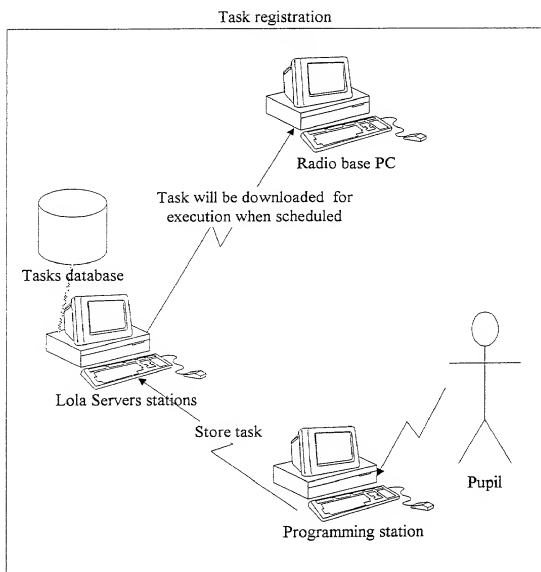 Task registration
Radio base PC
Task will be downloaded for
execution when scheduled
Tasks database
Lola Servers stations
Store task
Pupil
Programming station